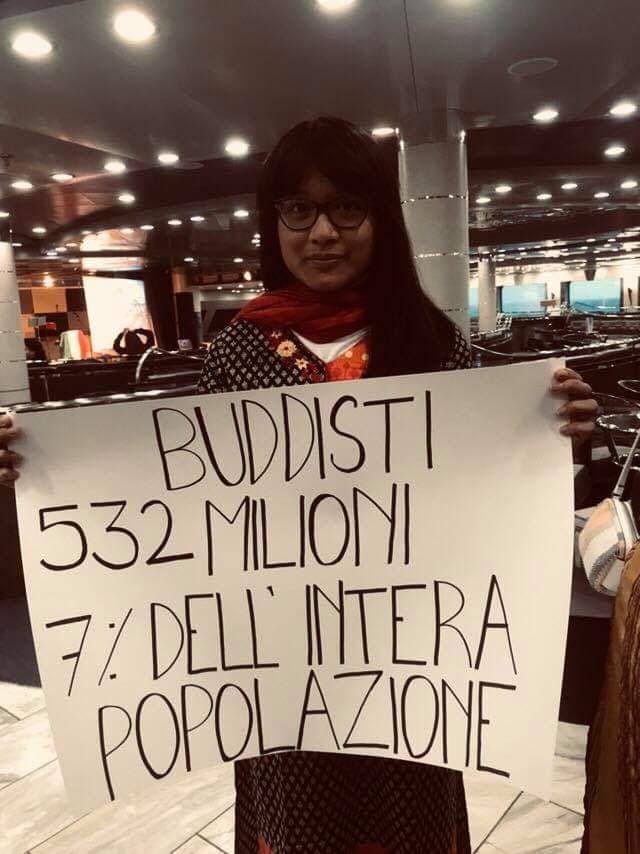 BUDDISTI
532 MILIONI
7% DELL' INTERA
POPOLAZIONE